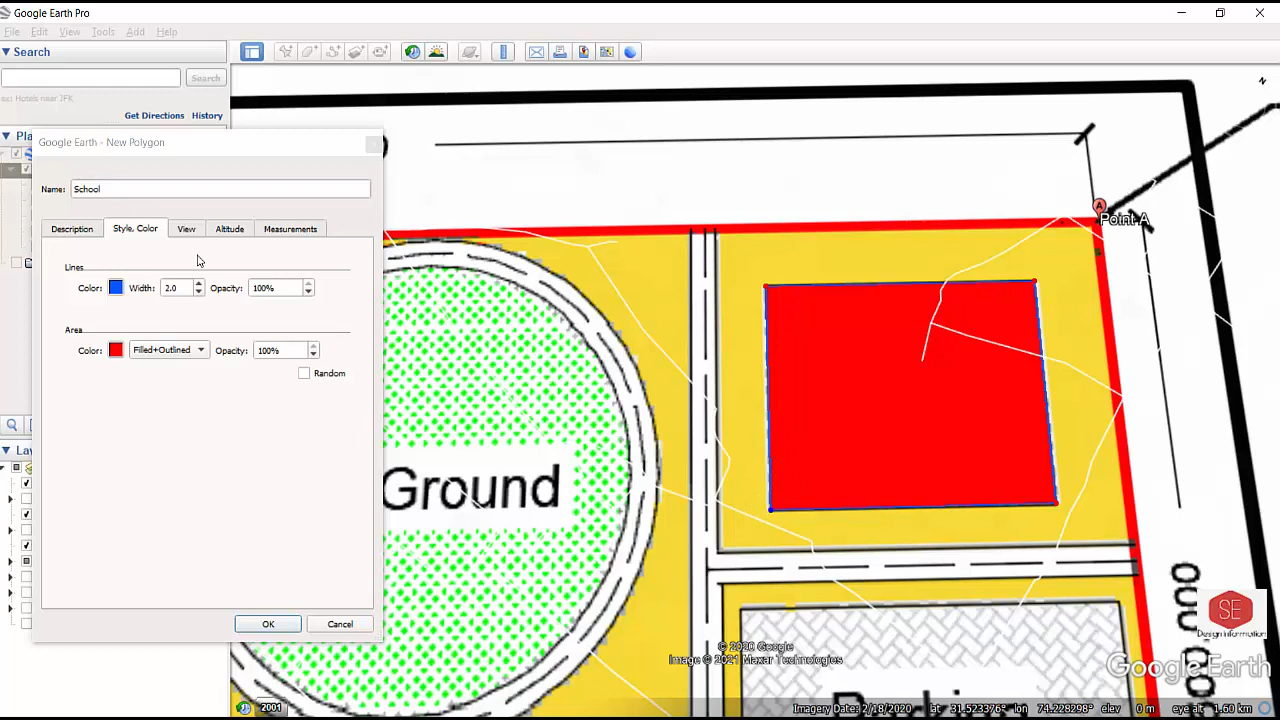 Google Earth Pro
File Edit View Tools Add Help
Search
Search
ex: Hotels near JFK
Get Directions History
Google Earth - New Polygon
Name: School
Description Style, Color View Altitude Measurements
Lines
Color: Width: 2.0 Opacity: 100%
Area
Color: Filled+Outlined Opacity: 100%
Random
OK Cancel
N
A
Point A
Ground
SE
Design Information
© 2020 Google
Image © 2021 Maxar Technologies
Google Earth
2001
Imagery Date: 2/18/2020 lat 31.523376° lon 74.228298° elev 0 m eye alt 1.60 km